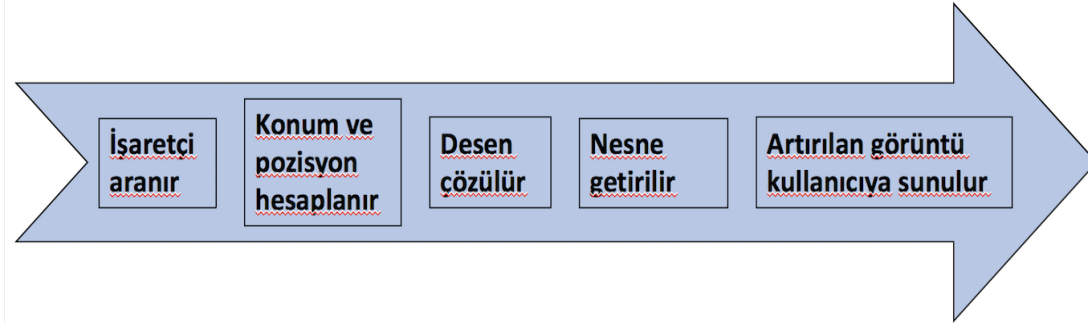 İşaretçi
aranır
Konum ve
pozisyon
hesaplanır
Desen
çözülür
Nesne
getirilir
Artırılan görüntü
kullanıcıya sunulur